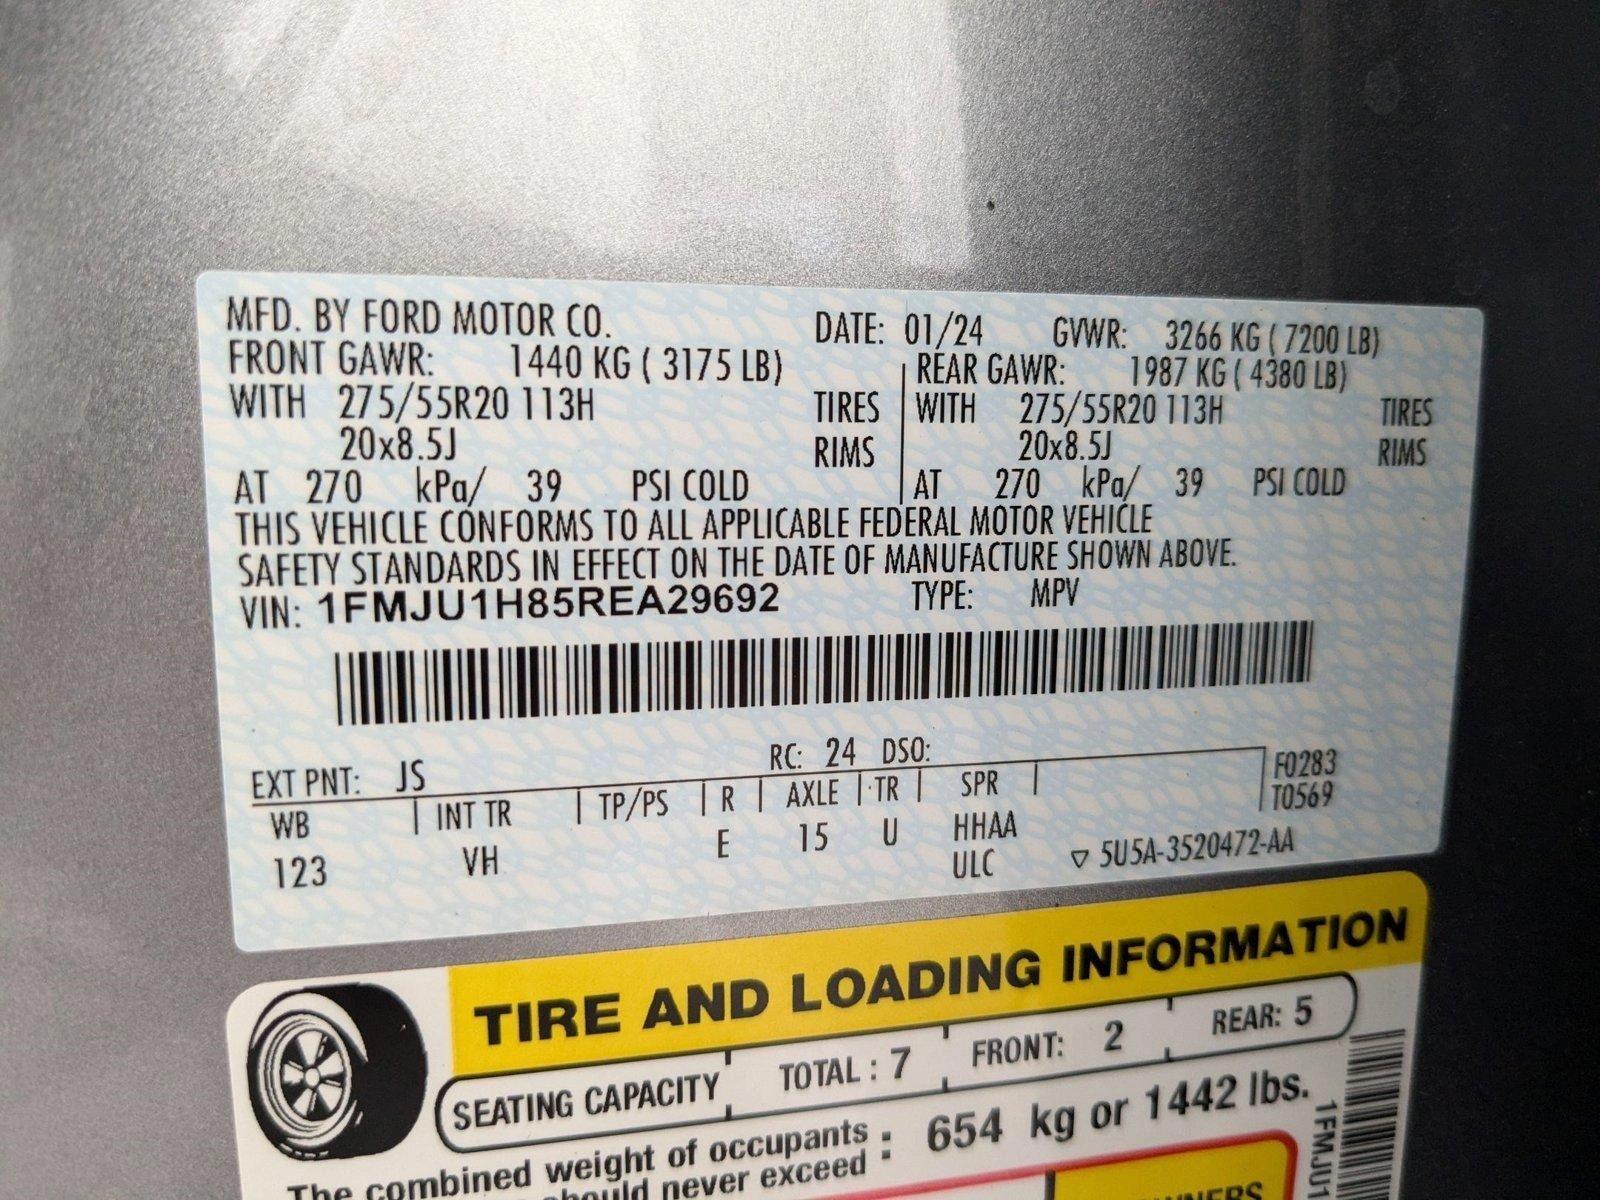 MFD. BY FORD MOTOR CO. DATE: 01/24 GVWR: 3266 KG ( 7200 LB)
FRONT GAWR: 1440 KG ( 3175 LB) REAR GAWR: 1987 KG ( 4380 LB)
WITH 275/55R20 113H TIRES WITH 275/55R20 113H TIRES
20x8.5J RIMS 20x8.5J RIMS
AT 270 kPa/ 39 PSI COLD AT 270 kPa/ 39 PSI COLD
THIS VEHICLE CONFORMS TO ALL APPLICABLE FEDERAL MOTOR VEHICLE
SAFETY STANDARDS IN EFFECT ON THE DATE OF MANUFACTURE SHOWN ABOVE.
VIN: 1FMJU1H85REA29692 TYPE: MPV
EXT PNT: JS RC: 24 DSO:
WB INT TR TP/PS R AXLE TR SPR F0283
T0569
123 VH E 15 U HHAA
ULC ▽ 5U5A-3520472-AA
TIRE AND LOADING INFORMATION
SEATING CAPACITY TOTAL : 7 FRONT: 2 REAR: 5
The combined weight of occupants : 654 kg or 1442 lbs.
should never exceed :
1FMJU1